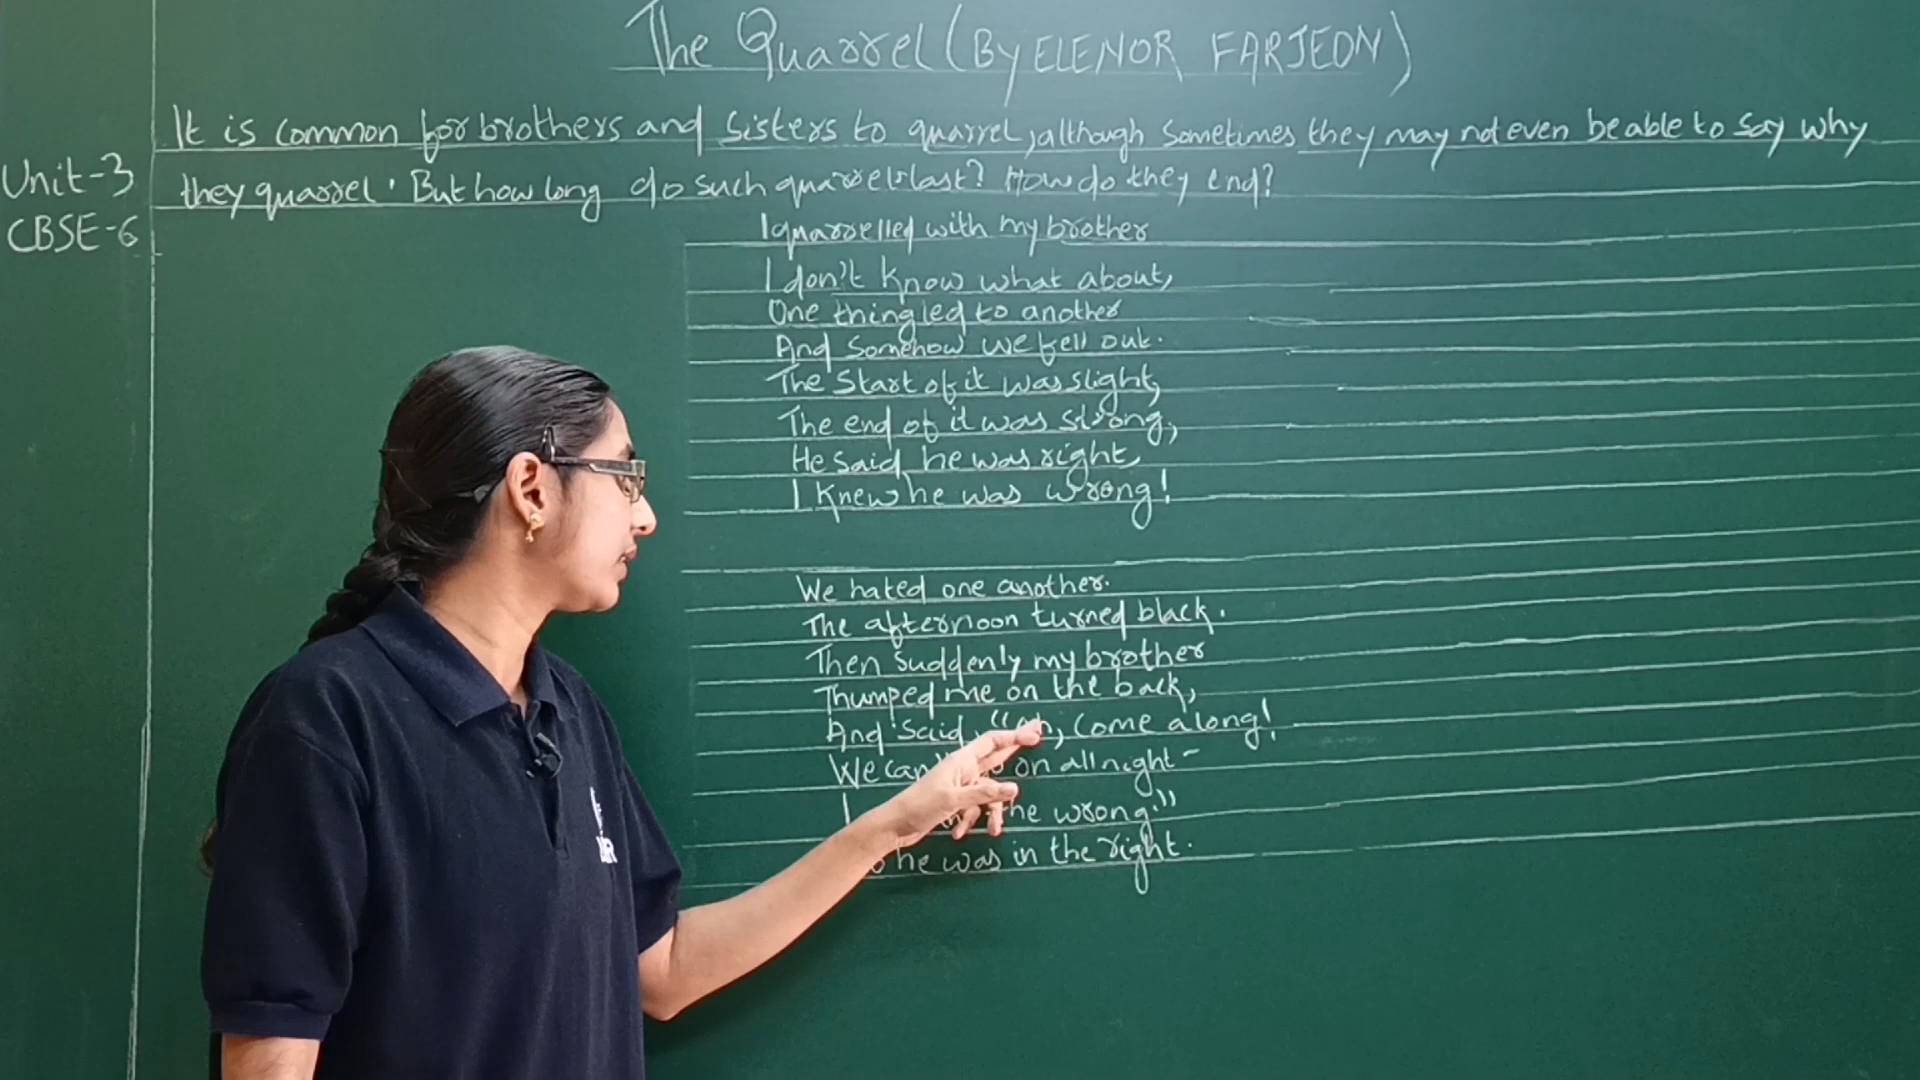 The Quarrel (By ELENOR FARJEON)
It is common for brothers and sisters to quarrel, although sometimes they may not even be able to say why
Unit-3
CBSE-6
they quarrel. But how long do such quarrels last? How do they end?
I quarrelled with my brother
I don't know what about,
One thing led to another
And somehow we fell out.
The Start of it was slight,
The end of it was strong,
He said he was right,
I knew he was wrong!
We hated one another.
The afternoon turned black.
Then suddenly my brother
Thumped me on the back,
And said, "Oh, come along!
We can on all night-
I the wrong."
he was in the right.